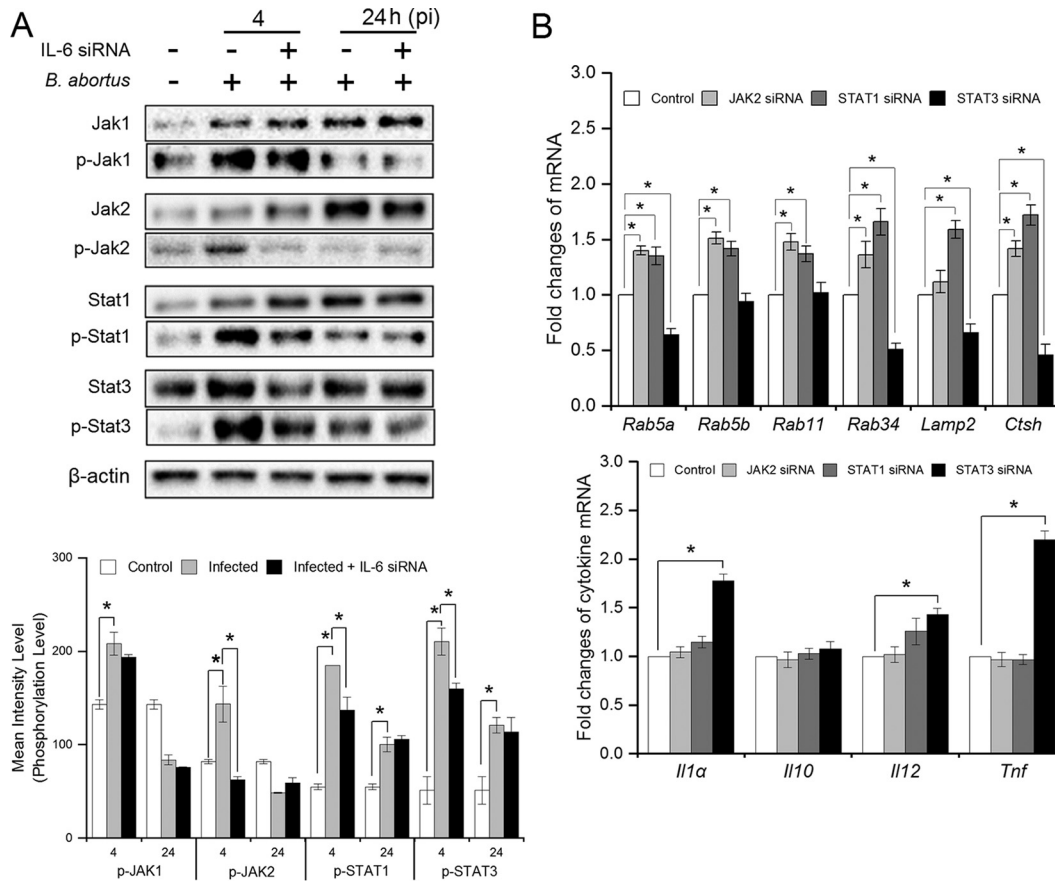 A
4 24h (pi)
IL-6 siRNA - - + - +
B. abortus - + + + +
Jak1
p-Jak1
Jak2
p-Jak2
Stat1
p-Stat1
Stat3
p-Stat3
β-actin
300
200
100
0
Mean Intensity Level
(Phosphorylation Level)
Control Infected Infected + IL-6 siRNA
* * * * * * * * *
4 24 4 24 4 24 4 24
p-JAK1 p-JAK2 p-STAT1 p-STAT3
B
3.0
2.5
2.0
1.5
1.0
0.5
0.0
Fold changes of mRNA
Control JAK2 siRNA STAT1 siRNA STAT3 siRNA
* * * * * * * * * * * * * * *
Rab5a Rab5b Rab11 Rab34 Lamp2 Ctsh
3.0
2.5
2.0
1.5
1.0
0.5
0.0
Fold changes of cytokine mRNA
Control JAK2 siRNA STAT1 siRNA STAT3 siRNA
* * *
Il1α Il10 Il12 Tnf